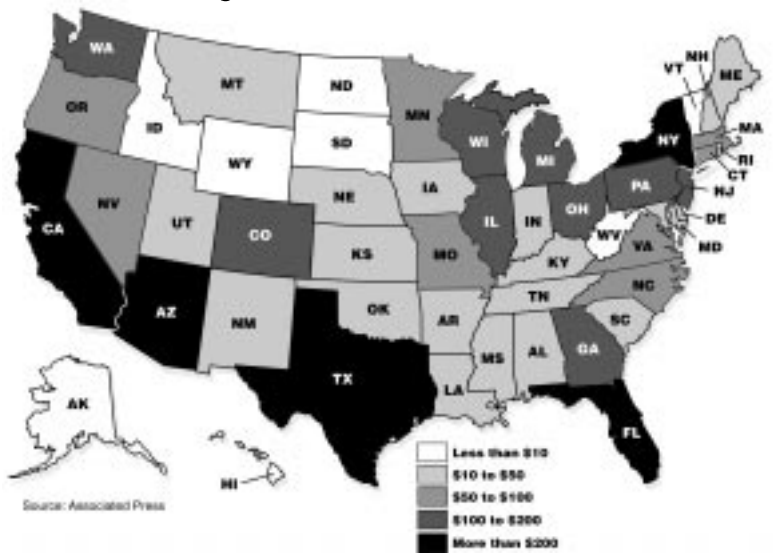 WA
MT
ND
MN
VT
NH
ME
OR
ID
SD
WI
MI
NY
MA
RI
CT
WY
NE
IA
PA
NJ
NV
UT
CO
IL
IN
OH
WV
DE
MD
CA
KS
MO
KY
VA
AZ
NM
OK
AR
TN
NC
SC
TX
LA
MS
AL
GA
FL
AK
HI
Less than $10
$10 to $50
$50 to $100
$100 to $200
More than $200
Source: Associated Press